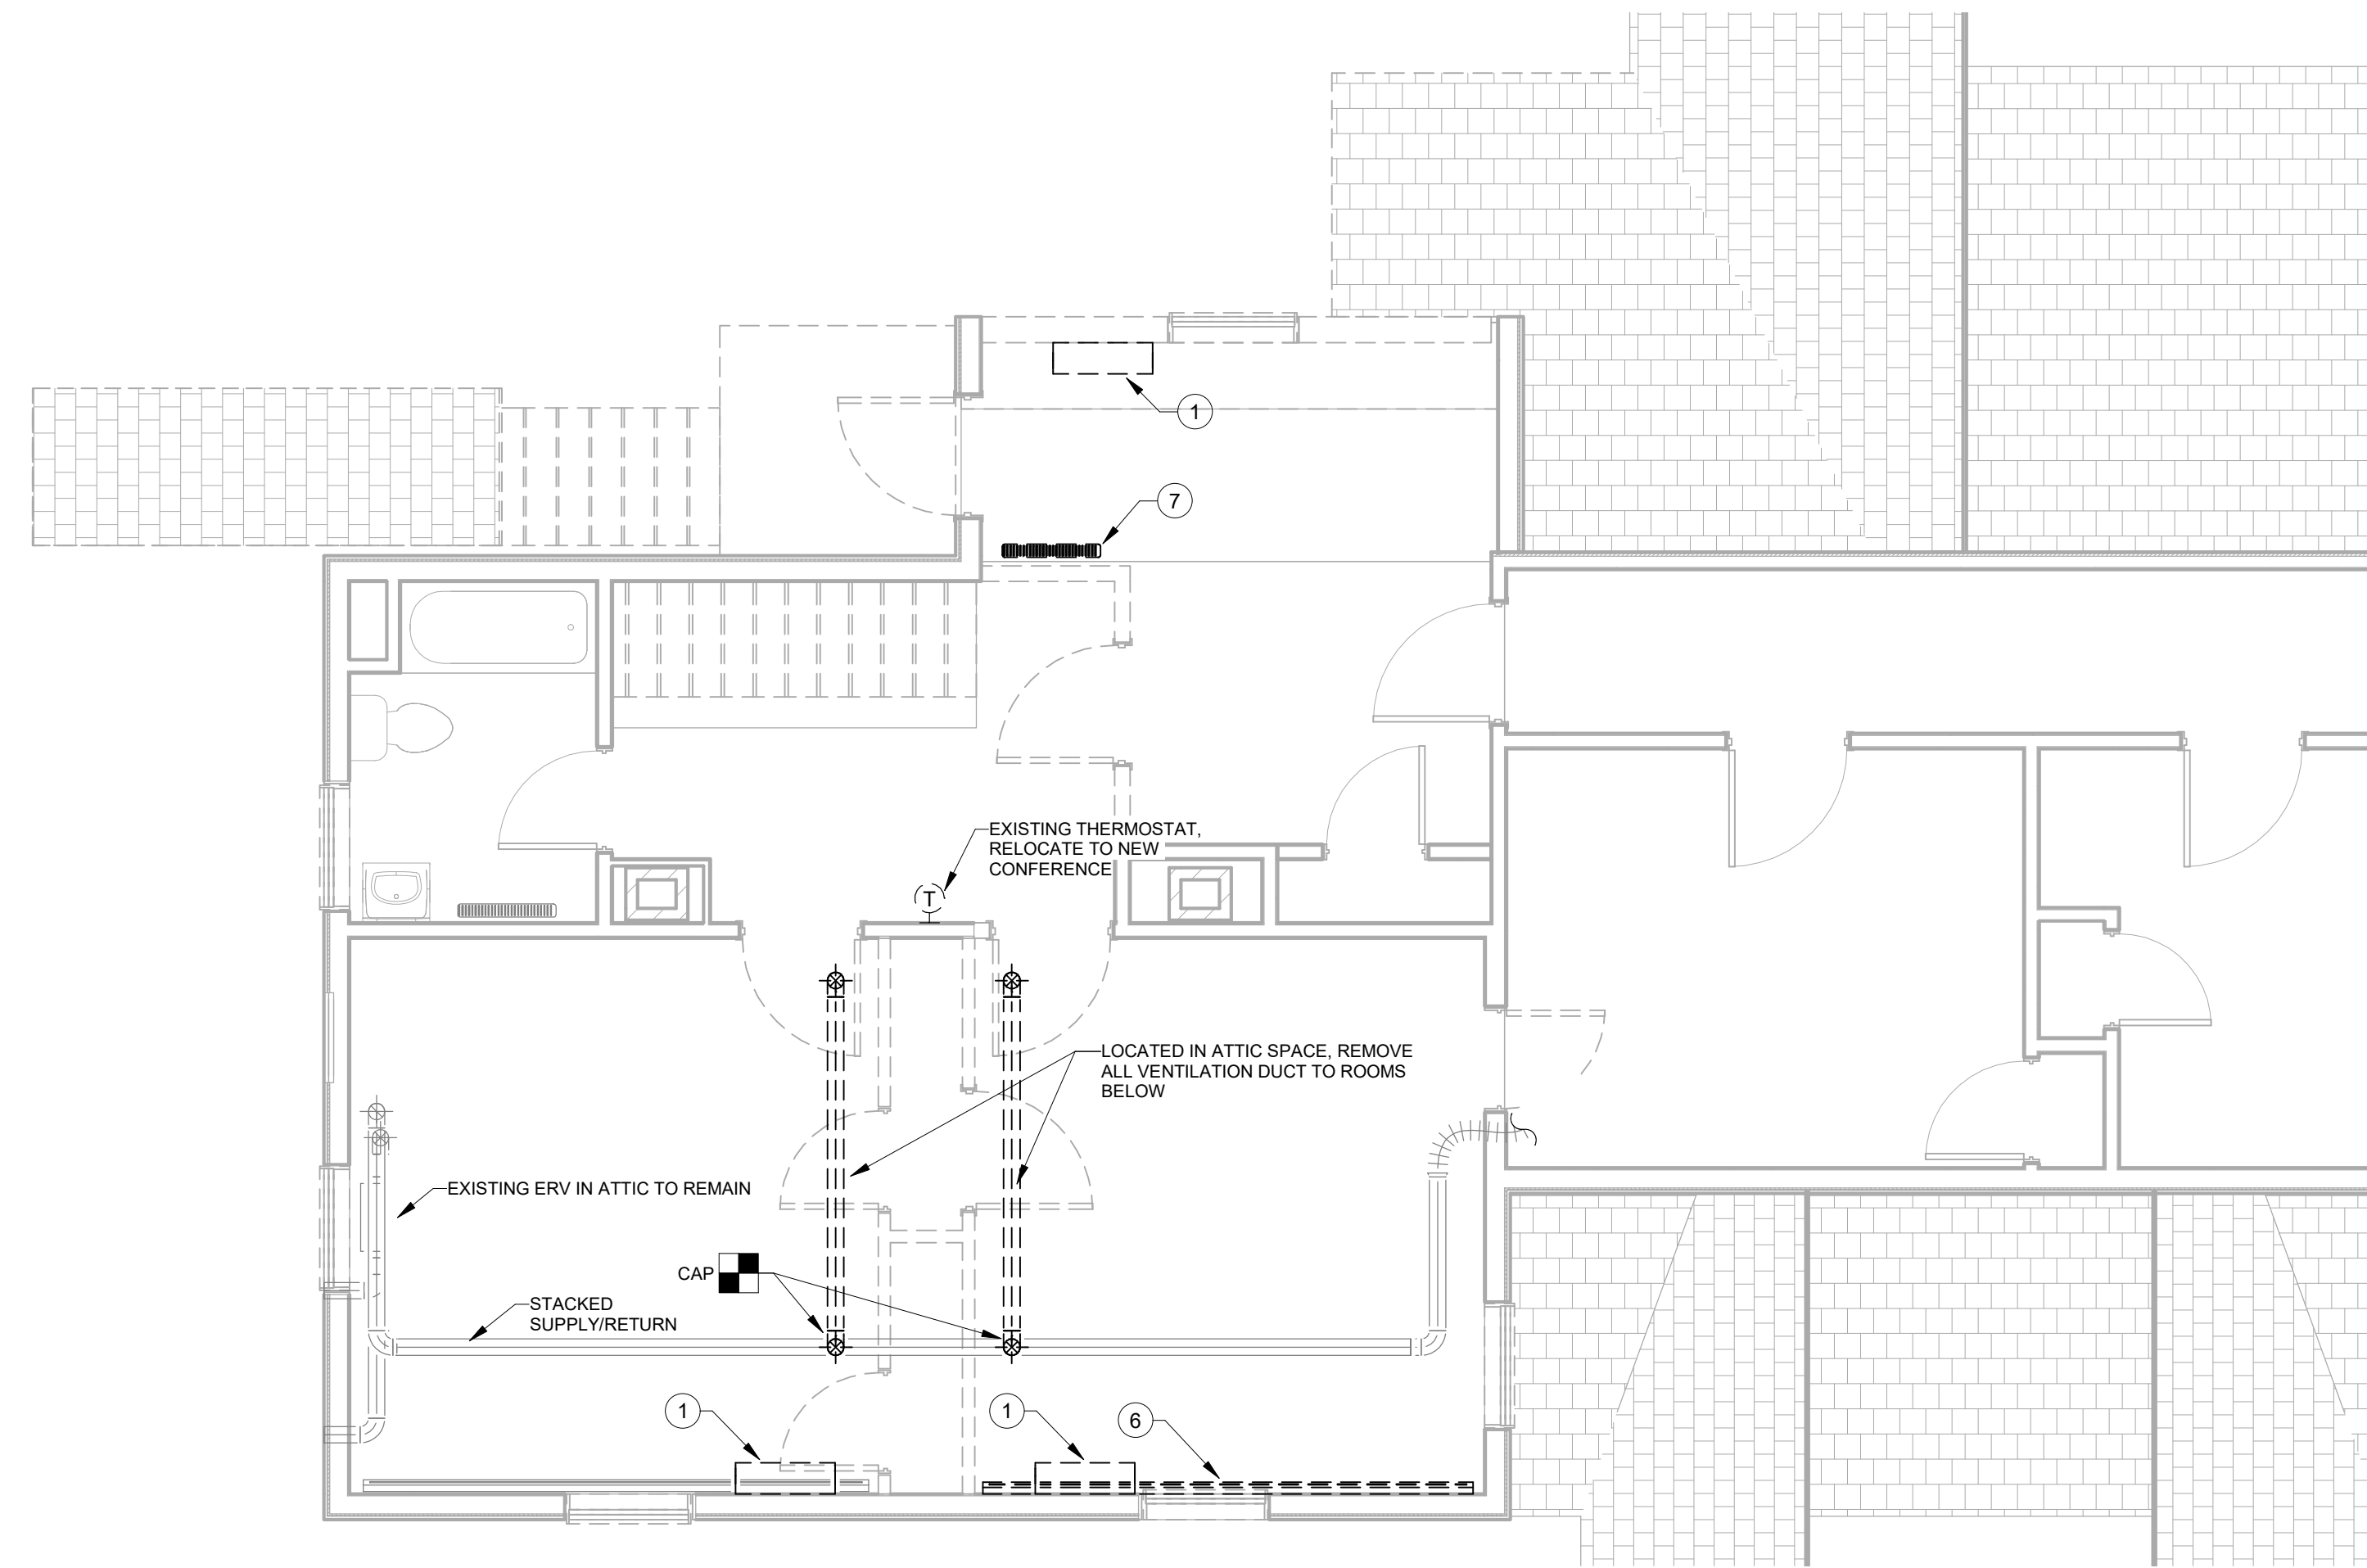 1
7
EXISTING THERMOSTAT,
RELOCATE TO NEW
CONFERENCE
T
LOCATED IN ATTIC SPACE, REMOVE
ALL VENTILATION DUCT TO ROOMS
BELOW
EXISTING ERV IN ATTIC TO REMAIN
CAP
STACKED
SUPPLY/RETURN
1
1
6